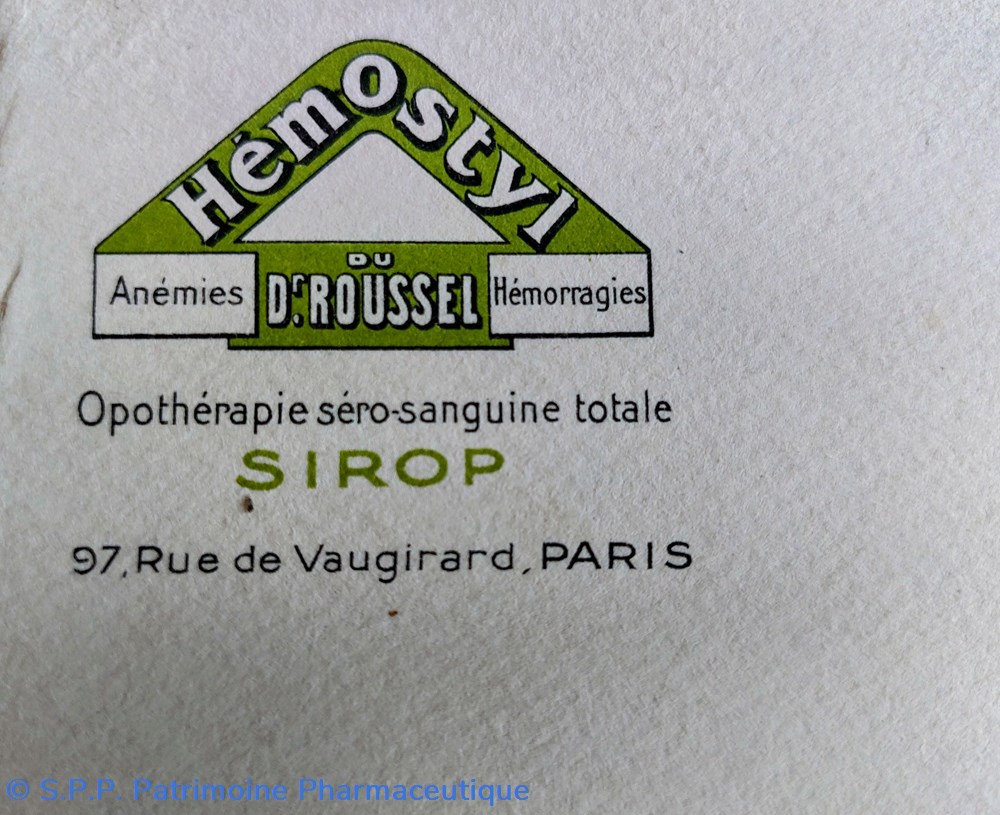 Hémostyl
DU
Dr. ROUSSEL
Anémies
Hémorragies
Opothérapie séro-sanguine totale
SIROP
97, Rue de Vaugirard, PARIS
© S.P.P. Patrimoine Pharmaceutique